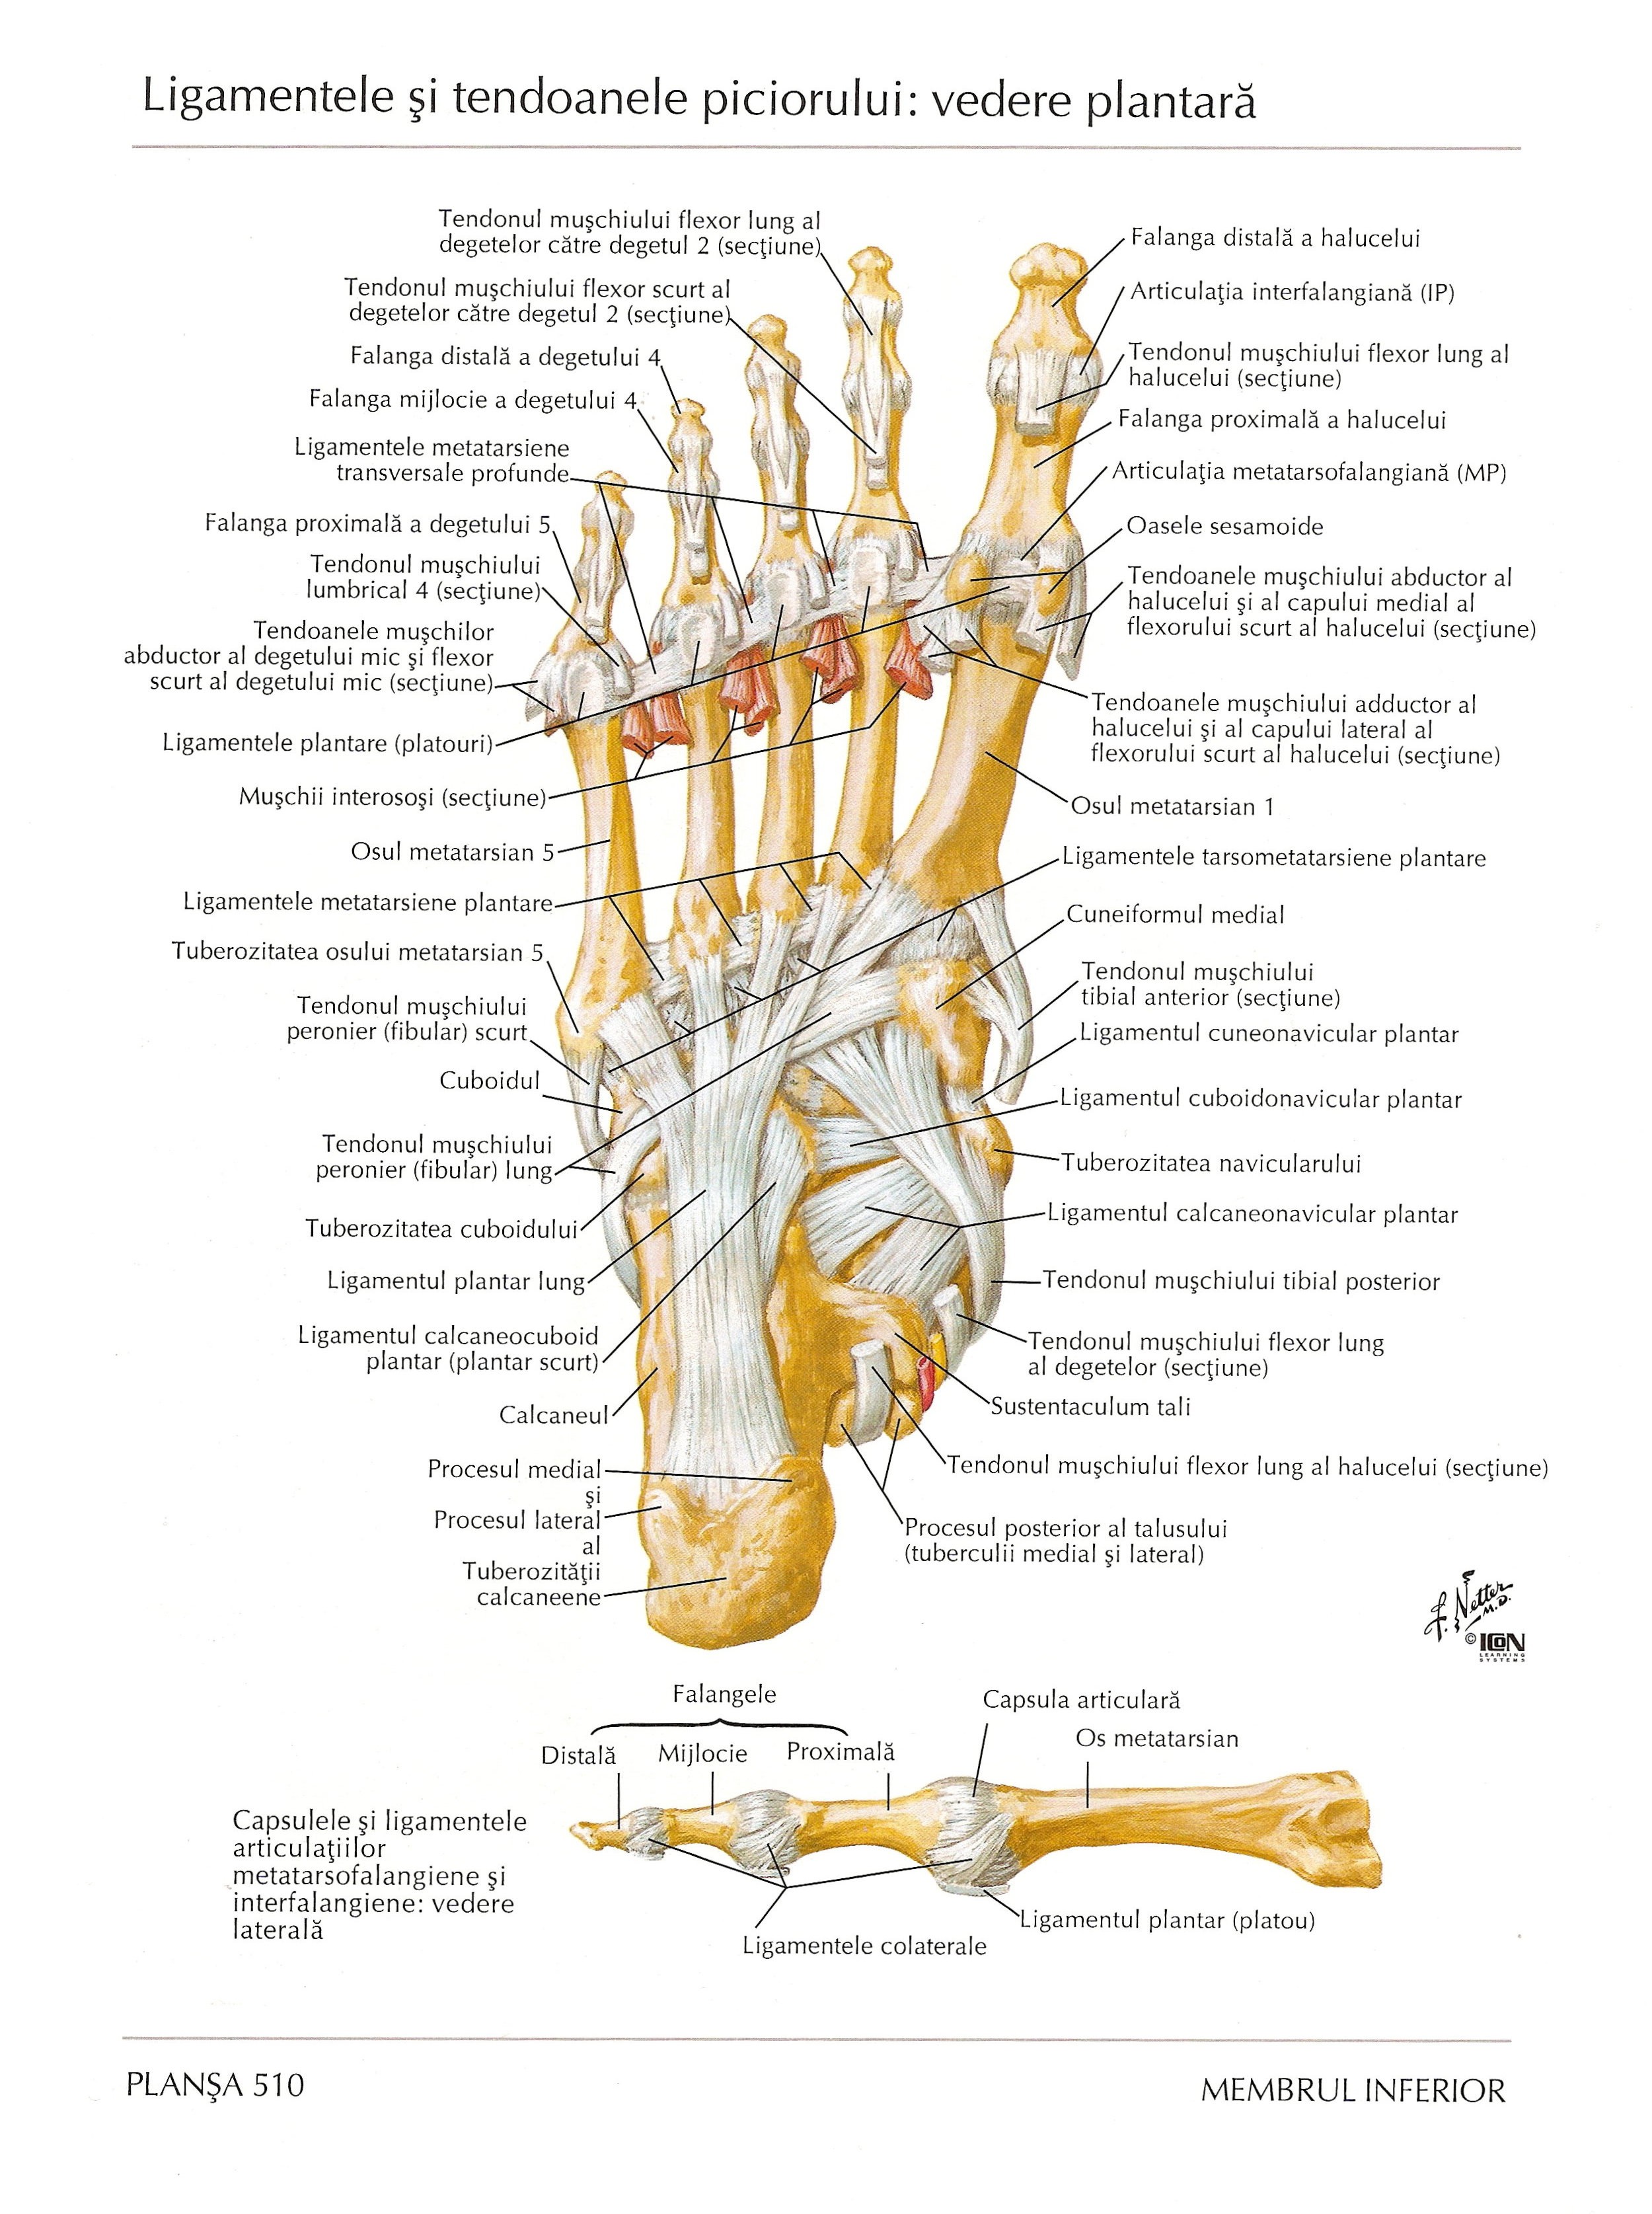 Ligamentele şi tendoanele piciorului: vedere plantară
Tendonul muşchiului flexor lung al
degetelor către degetul 2 (secţiune)
Tendonul muşchiului flexor scurt al
degetelor către degetul 2 (secţiune)
Falanga distală a degetului 4
Falanga mijlocie a degetului 4
Ligamentele metatarsiene
transversale profunde
Falanga proximală a degetului 5
Tendonul muşchiului
lumbrical 4 (secţiune)
Tendoanele muşchilor
abductor al degetului mic şi flexor
scurt al degetului mic (secţiune)
Ligamentele plantare (platouri)
Muşchii interosoşi (secţiune)
Osul metatarsian 5
Ligamentele metatarsiene plantare
Tuberozitatea osului metatarsian 5
Tendonul muşchiului
peronier (fibular) scurt
Cuboidul
Tendonul muşchiului
peronier (fibular) lung
Tuberozitatea cuboidului
Ligamentul plantar lung
Ligamentul calcaneocuboid
plantar (plantar scurt)
Calcaneul
Procesul medial
şi
Procesul lateral
al
Tuberozităţii
calcaneene
Falanga distală a halucelui
Articulaţia interfalangiană (IP)
Tendonul muşchiului flexor lung al
halucelui (secţiune)
Falanga proximală a halucelui
Articulaţia metatarsofalangiană (MP)
Oasele sesamoide
Tendoanele muşchiului abductor al
halucelui şi al capului medial al
flexorului scurt al halucelui (secţiune)
Tendoanele muşchiului adductor al
halucelui şi al capului lateral al
flexorului scurt al halucelui (secţiune)
Osul metatarsian 1
Ligamentele tarsometatarsiene plantare
Cuneiformul medial
Tendonul muşchiului
tibial anterior (secţiune)
Ligamentul cuneonavicular plantar
Ligamentul cuboidonavicular plantar
Tuberozitatea navicularului
Ligamentul calcaneonavicular plantar
Tendonul muşchiului tibial posterior
Tendonul muşchiului flexor lung
al degetelor (secţiune)
Sustentaculum tali
Tendonul muşchiului flexor lung al halucelui (secţiune)
Procesul posterior al talusului
(tuberculii medial şi lateral)
F. Netter
M.D.
© ICON
LEARNING
SYSTEMS
Falangele
Distală Mijlocie Proximală
Capsula articulară
Os metatarsian
Capsulele şi ligamentele
articulaţiilor
metatarsofalangiene şi
interfalangiene: vedere
laterală
Ligamentele colaterale
Ligamentul plantar (platou)
PLANŞA 510
MEMBRUL INFERIOR